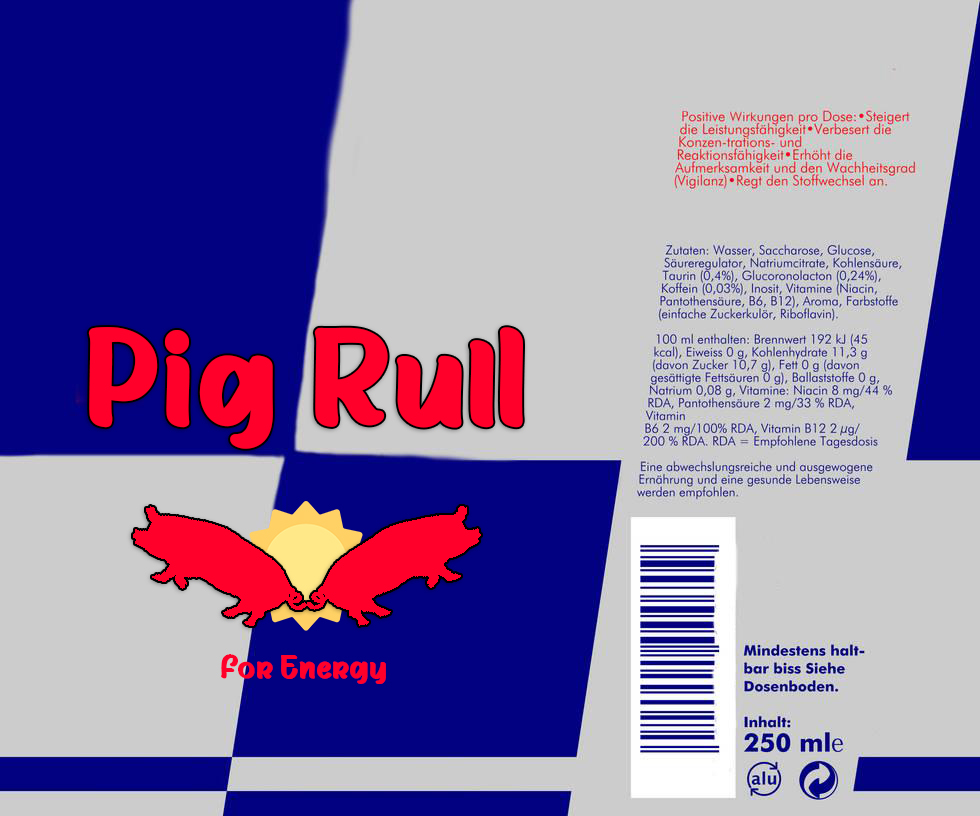 Positive Wirkungen pro Dose:•Steigert
die Leistungsfähigkeit•Verbesert die
Konzen-trations- und
Reaktionsfähigkeit•Erhöht die
Aufmerksamkeit und den Wachheitsgrad
(Vigilanz)•Regt den Stoffwechsel an.
Zutaten: Wasser, Saccharose, Glucose,
Säureregulator, Natriumcitrate, Kohlensäure,
Taurin (0,4%), Glucoronolacton (0,24%),
Koffein (0,03%), Inosit, Vitamine (Niacin,
Pantothensäure, B6, B12), Aroma, Farbstoffe
(einfache Zuckerkulör, Riboflavin).
100 ml enthalten: Brennwert 192 kJ (45
kcal), Eiweiss 0 g, Kohlenhydrate 11,3 g
(davon Zucker 10,7 g), Fett 0 g (davon
gesättigte Fettsäuren 0 g), Ballaststoffe 0 g,
Natrium 0,08 g, Vitamine: Niacin 8 mg/44 %
RDA, Pantothensäure 2 mg/33 % RDA,
Vitamin
B6 2 mg/100% RDA, Vitamin B12 2 µg/
200 % RDA. RDA = Empfohlene Tagesdosis
Eine abwechslungsreiche und ausgewogene
Ernährung und eine gesunde Lebensweise
werden empfohlen.
Pig Rull
for Energy
Mindestens halt-
bar biss Siehe
Dosenboden.
Inhalt:
250 mle
alu